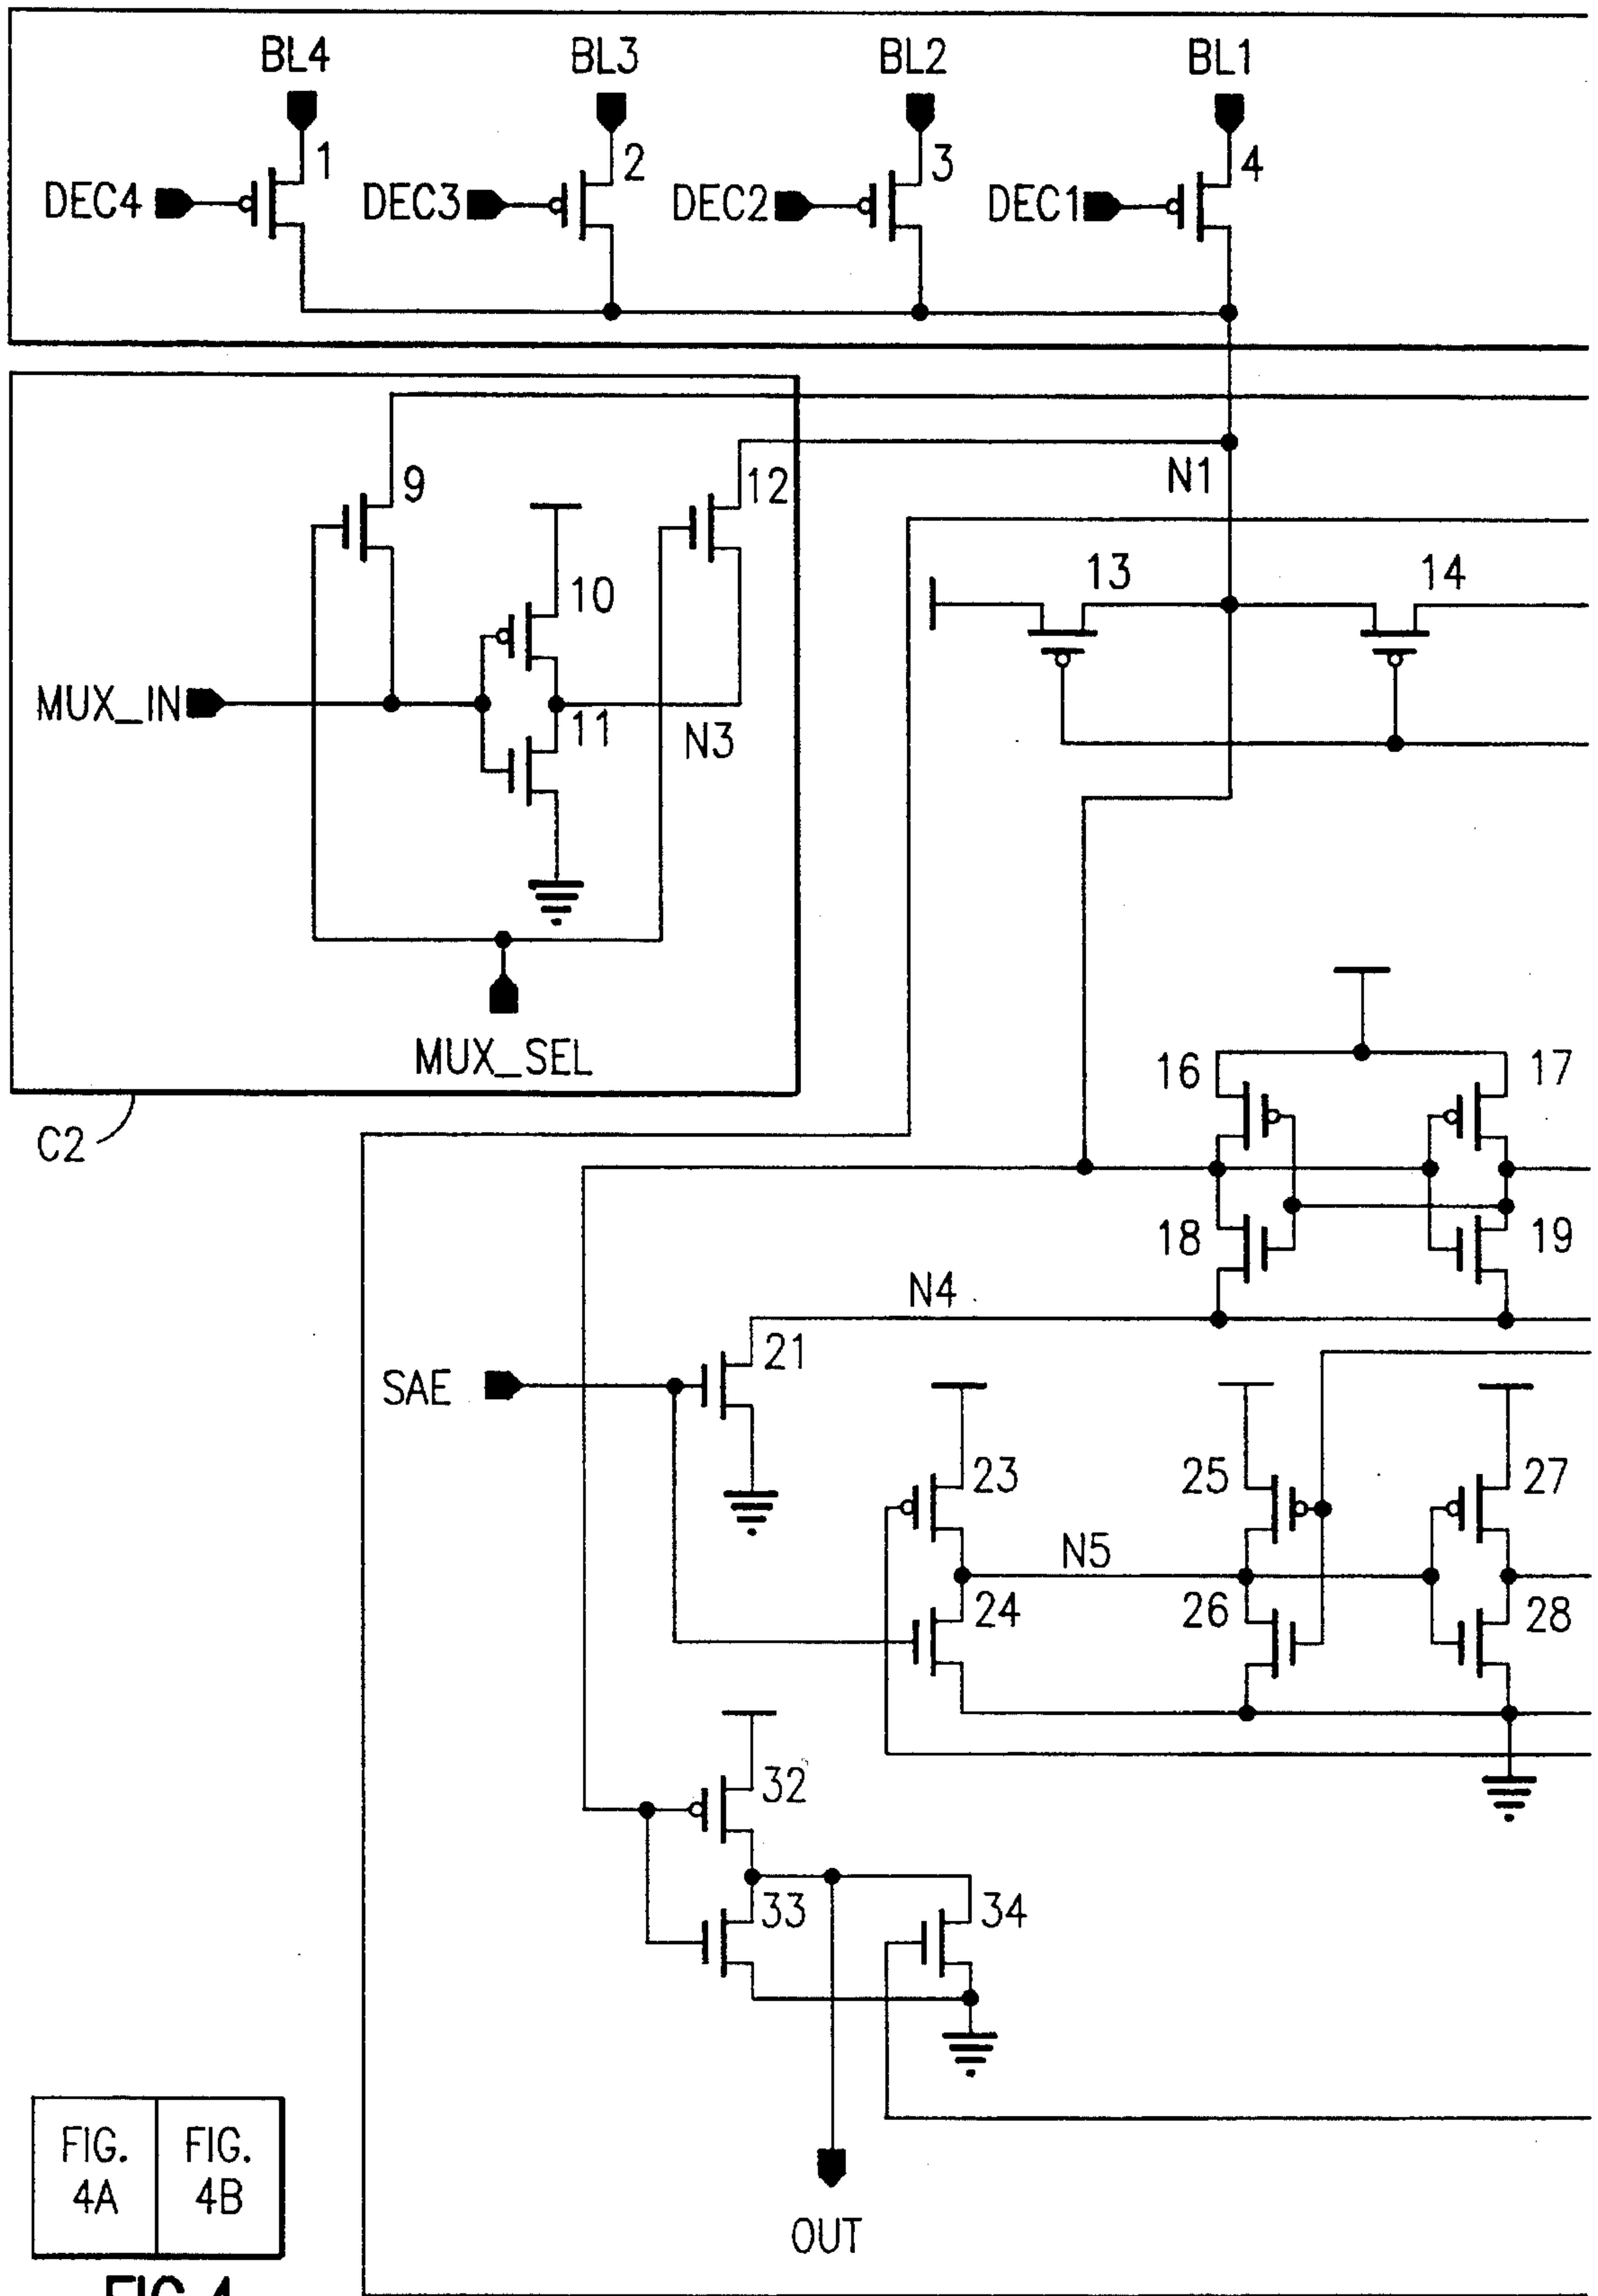 BL4 BL3 BL2 BL1
1 2 3 4
DEC4 DEC3 DEC2 DEC1
9 12 N1
10 13 14
MUX_IN 11 N3
MUX_SEL
C2
16 17
18 19
N4
21
SAE
23 25 27
N5
24 26 28
32
33 34
OUT
FIG. FIG.
4A 4B
FIG. 4